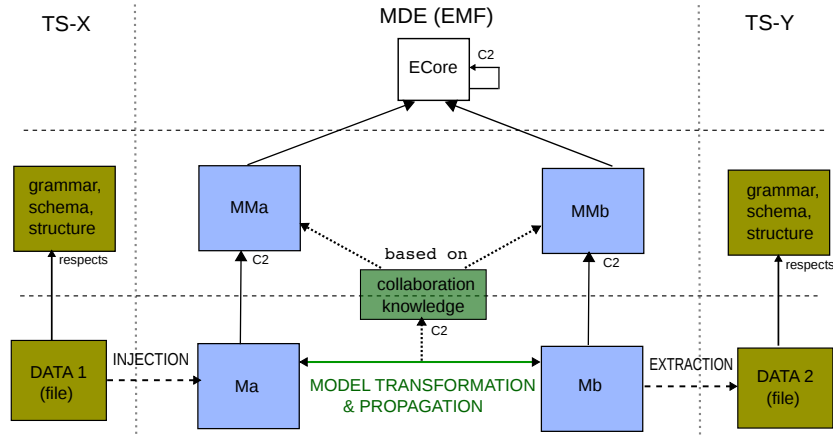 TS-X
MDE (EMF)
TS-Y
ECore
C2
grammar,
schema,
structure
MMa
MMb
grammar,
schema,
structure
based on
respects
C2
C2
respects
collaboration
knowledge
C2
DATA 1
(file)
INJECTION
Ma
MODEL TRANSFORMATION
& PROPAGATION
Mb
EXTRACTION
DATA 2
(file)